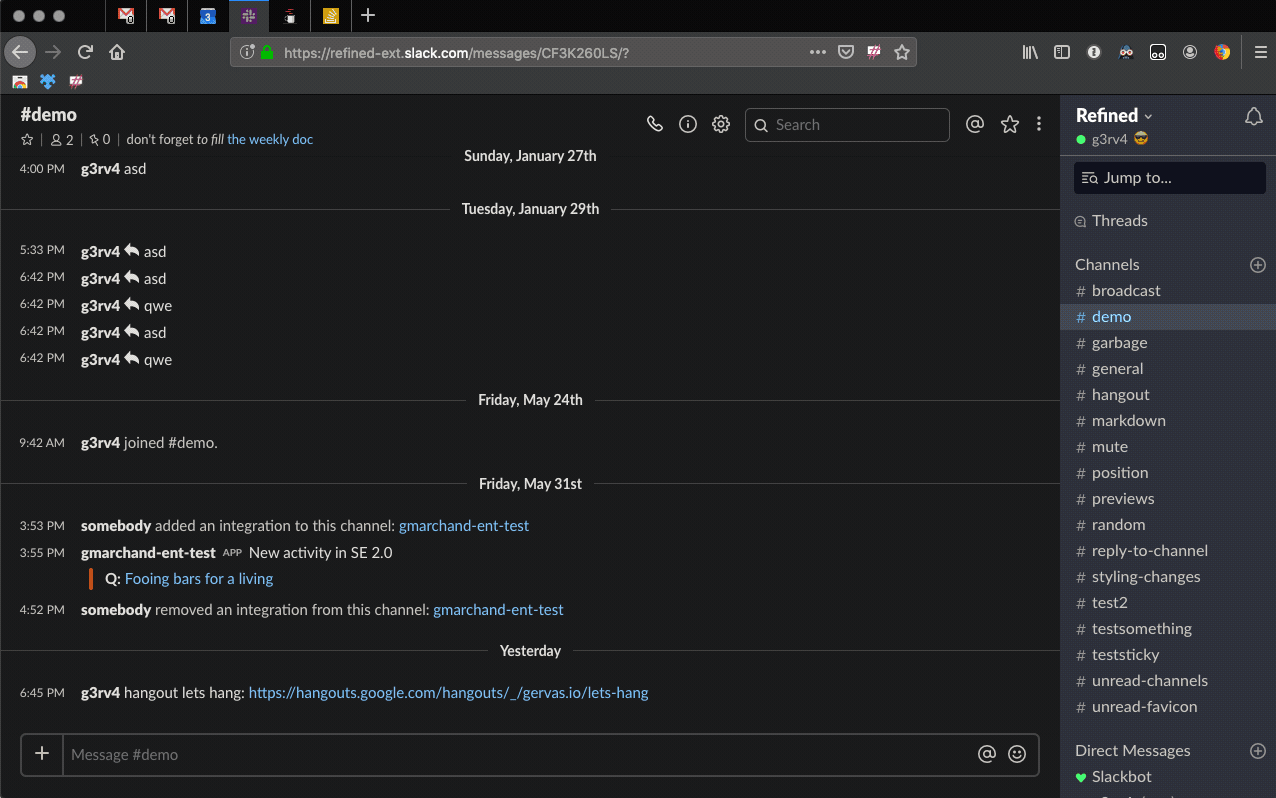 https://refined-ext.slack.com/messages/CF3K260LS/?
#demo
2
0
don't forget to fill the weekly doc
Search
Sunday, January 27th
4:00 PM g3rv4 asd
Tuesday, January 29th
5:33 PM g3rv4 asd
6:42 PM g3rv4 asd
6:42 PM g3rv4 qwe
6:42 PM g3rv4 asd
6:42 PM g3rv4 qwe
Friday, May 24th
9:42 AM g3rv4 joined #demo.
Friday, May 31st
3:53 PM somebody added an integration to this channel: gmarchand-ent-test
3:55 PM gmarchand-ent-test APP New activity in SE 2.0
Q: Fooing bars for a living
4:52 PM somebody removed an integration from this channel: gmarchand-ent-test
Yesterday
6:45 PM g3rv4 hangout lets hang: https://hangouts.google.com/hangouts/_/gervas.io/lets-hang
Message #demo
Refined
g3rv4
Jump to...
Threads
Channels
# broadcast
# demo
# garbage
# general
# hangout
# markdown
# mute
# position
# previews
# random
# reply-to-channel
# styling-changes
# test2
# testsomething
# teststicky
# unread-channels
# unread-favicon
Direct Messages
Slackbot